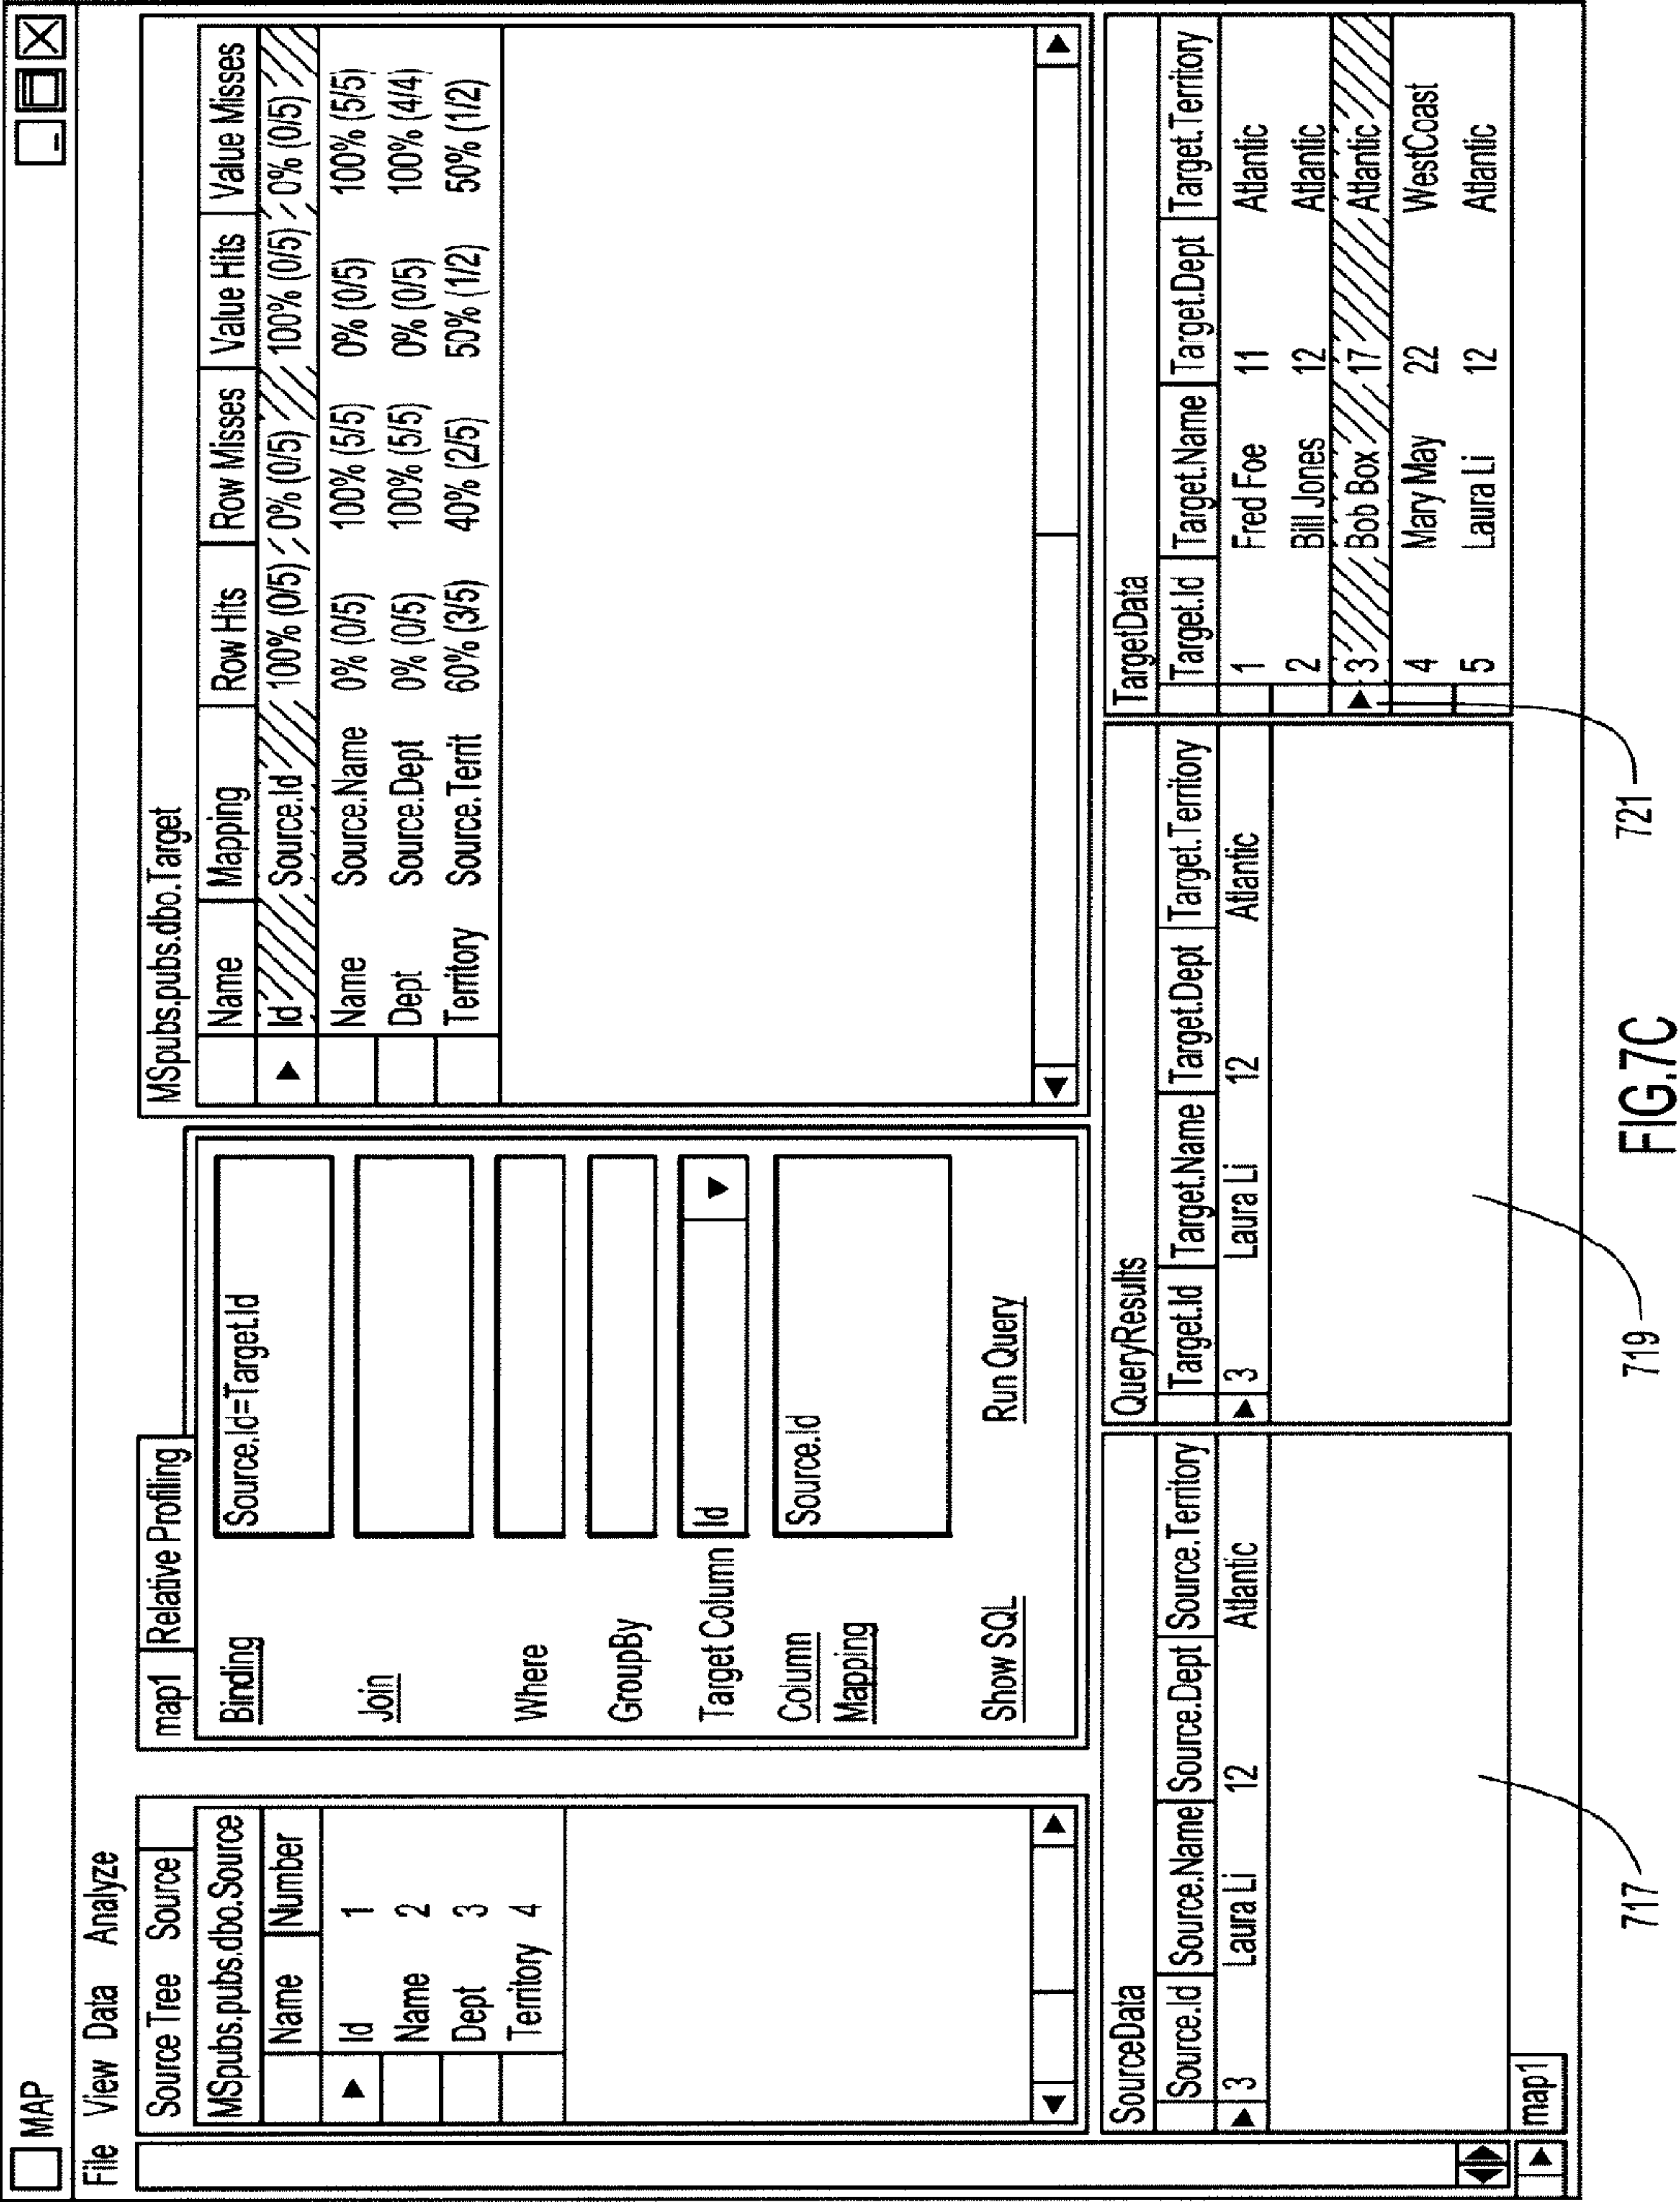 MAP
File View Data Analyze
Source Tree Source
MSpubs.pubs.dbo.Source
Name Number
Id 1
Name 2
Dept 3
Territory 4
map1 Relative Profiling
Binding Source.Id=Target.Id
Join
Where
GroupBy
Target Column Id
Column
Mapping
Source.Id
Show SQL Run Query
MSpubs.pubs.dbo.Target
Name Mapping Row Hits Row Misses Value Hits Value Misses
Id Source.Id 100% (0/5) 0% (0/5) 100% (0/5) 0% (0/5)
Name Source.Name 0% (0/5) 100% (5/5) 0% (0/5) 100% (5/5)
Dept Source.Dept 0% (0/5) 100% (5/5) 0% (0/5) 100% (4/4)
Territory Source.Territ 60% (3/5) 40% (2/5) 50% (1/2) 50% (1/2)
SourceData
Source.Id Source.Name Source.Dept Source.Territory
3 Laura Li 12 Atlantic
QueryResults
Target.Id Target.Name Target.Dept Target.Territory
3 Laura Li 12 Atlantic
TargetData
Target.Id Target.Name Target.Dept Target.Territory
1 Fred Foe 11 Atlantic
2 Bill Jones 12 Atlantic
3 Bob Box 17 Atlantic
4 Mary May 22 WestCoast
5 Laura Li 12 Atlantic
map1
717
719
721
FIG.7C